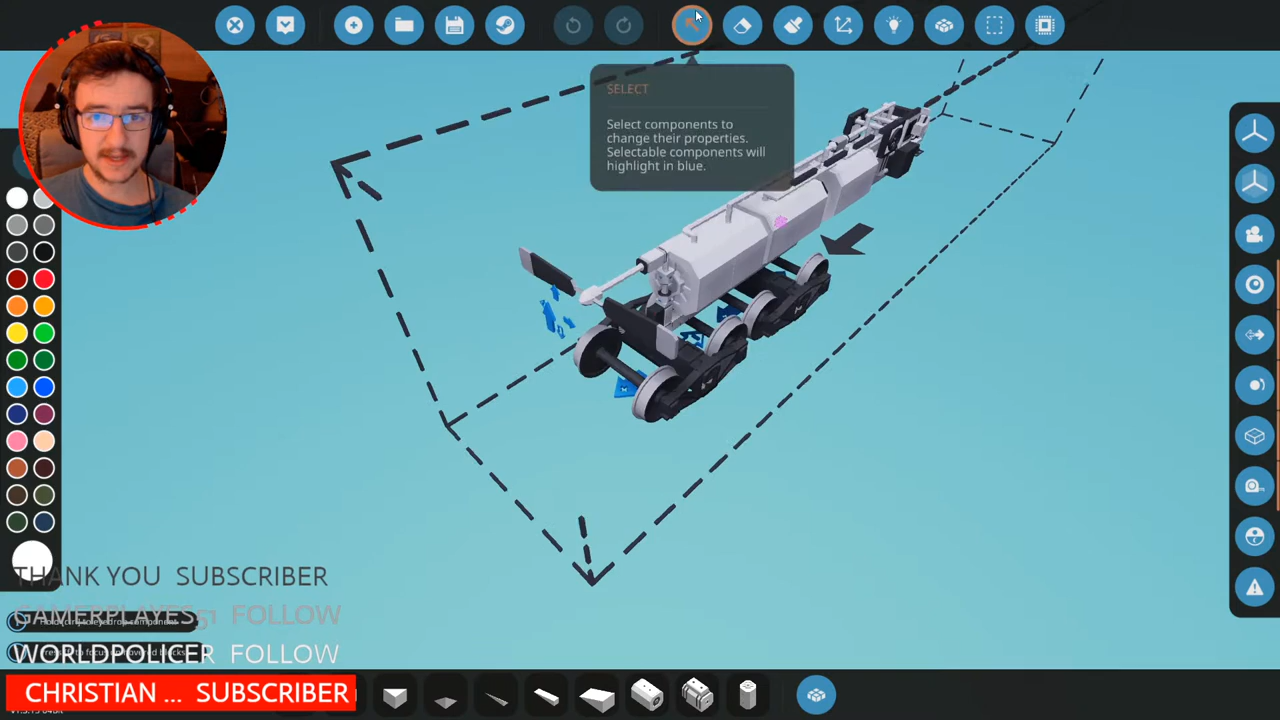 SELECT
Select components to
change their properties.
Selectable components will
highlight in blue.
THANK YOU SUBSCRIBER
GAMERPLAYES51 FOLLOW
WORLDPOLICER FOLLOW
CHRISTIAN ... SUBSCRIBER